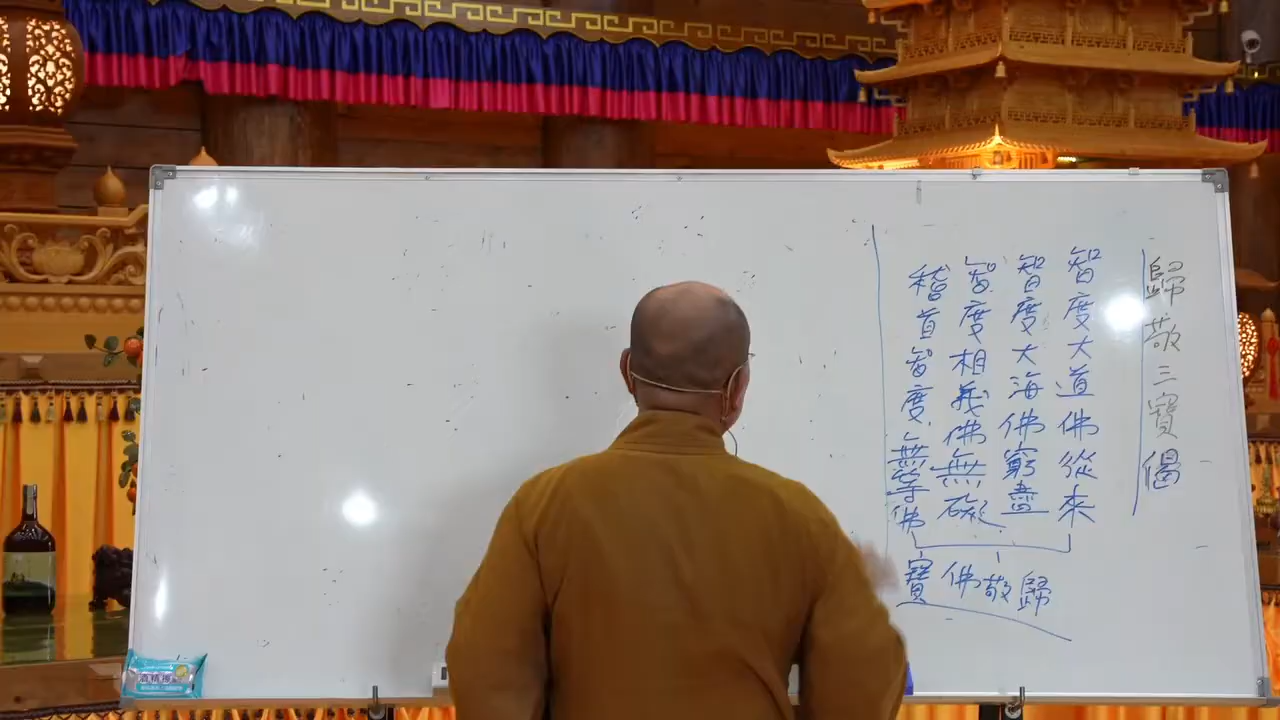 歸敬三寶偈
智度大道佛從來
智度大海佛窮盡
智度相義佛無礙
稽首智度無等佛
歸敬佛寶